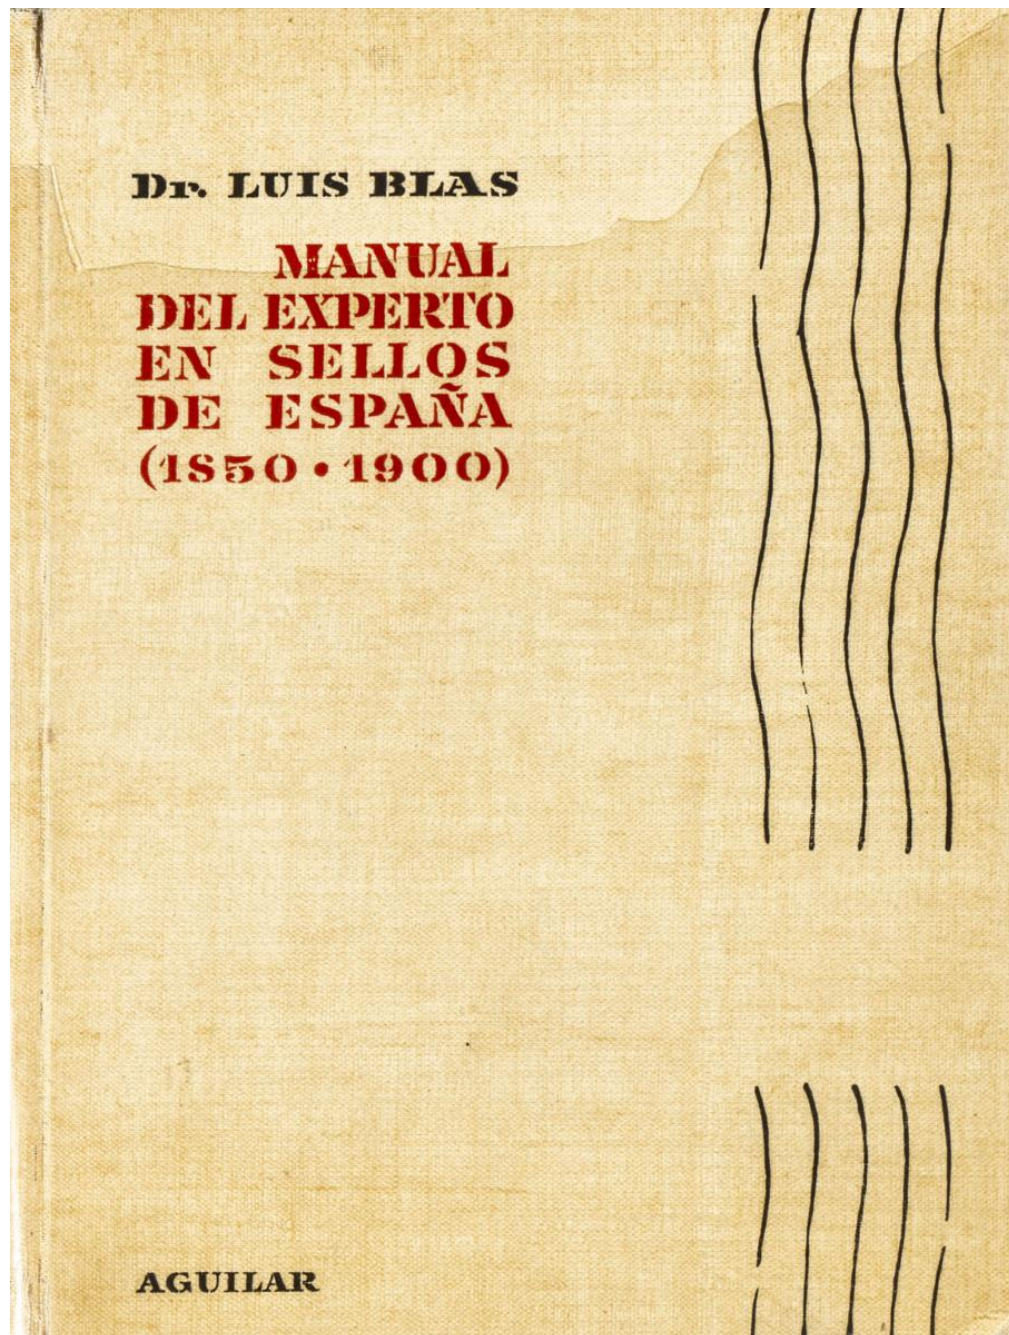 Dr. LUIS BLAS
MANUAL
DEL EXPERTO
EN SELLOS
DE ESPAÑA
(1850 • 1900)
AGUILAR